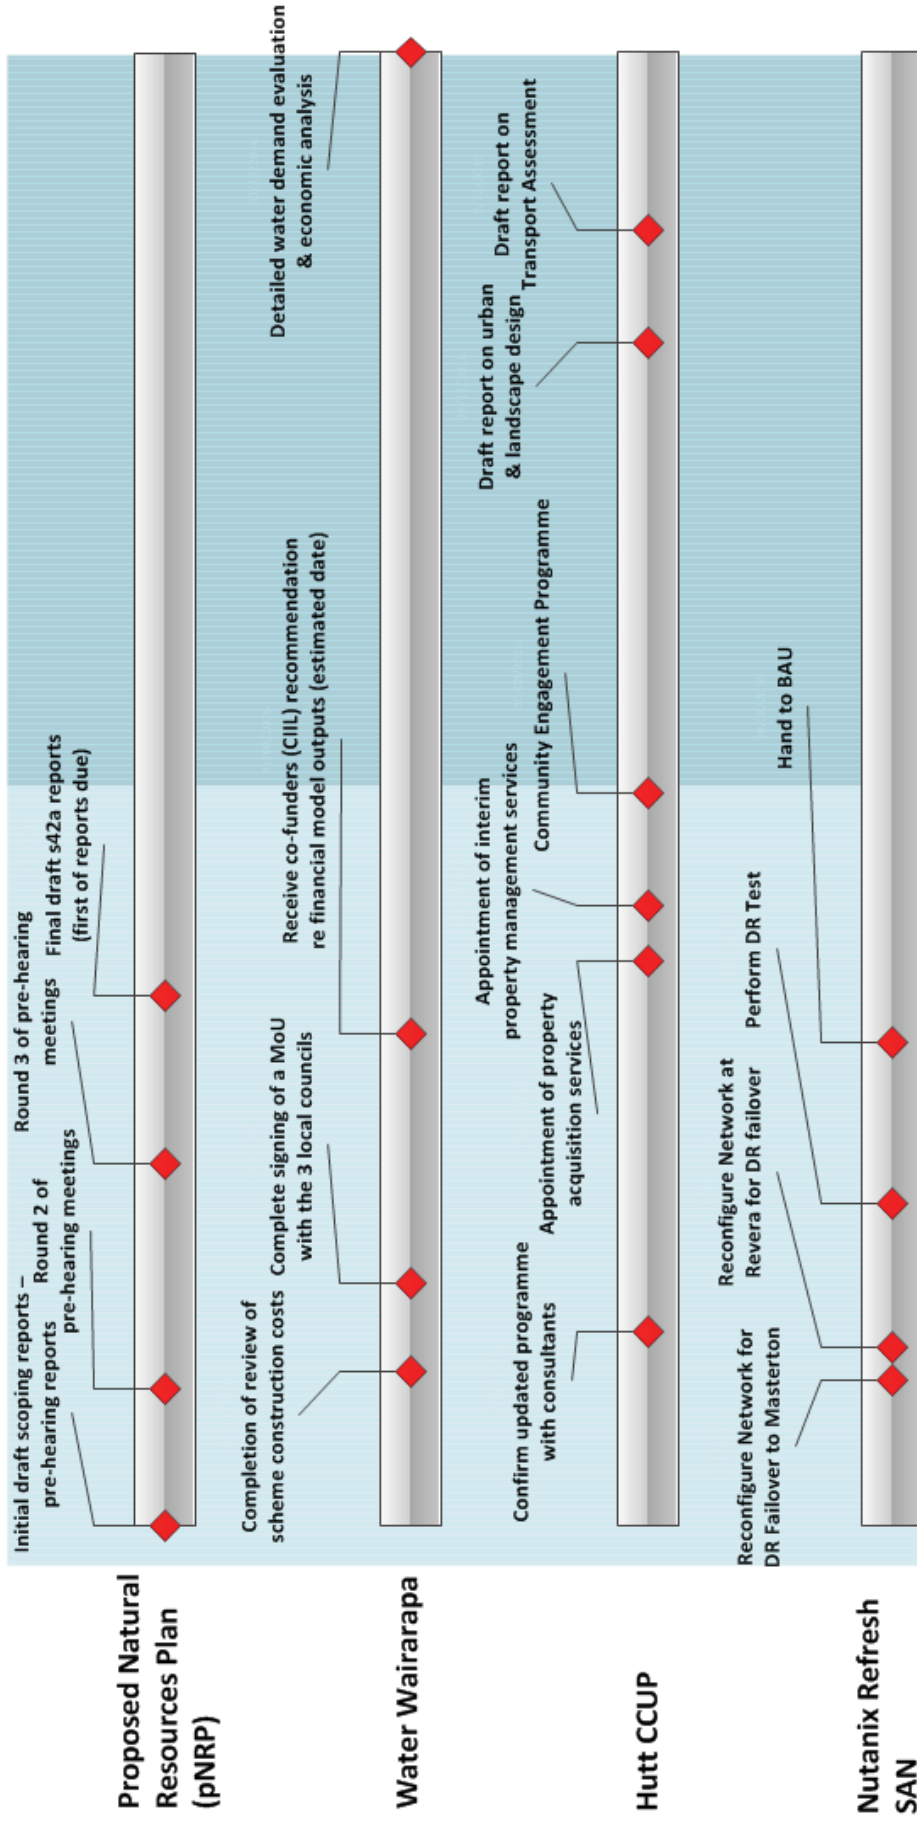 Proposed Natural
Resources Plan
(pNRP)
Initial draft scoping reports –
pre-hearing reports
Round 2 of
pre-hearing meetings
Round 3 of pre-hearing
meetings
Final draft s42a reports
(first of reports due)
Water Wairarapa
Completion of review of
scheme construction costs
Complete signing of a MoU
with the 3 local councils
Receive co-funders (CIIL) recommendation
re financial model outputs (estimated date)
Detailed water demand evaluation
& economic analysis
Hutt CCUP
Confirm updated programme
with consultants
Appointment of property
acquisition services
Appointment of interim
property management services
Community Engagement Programme
Draft report on urban
& landscape design
Draft report on
Transport Assessment
Nutanix Refresh
SAN
Reconfigure Network for
DR Failover to Masterton
Reconfigure Network at
Revera for DR failover
Perform DR Test
Hand to BAU